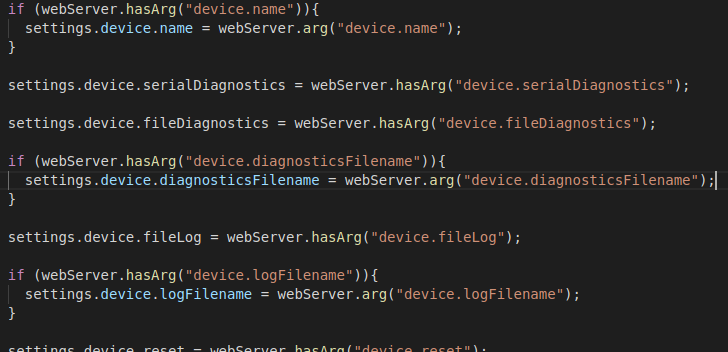 if (webServer.hasArg("device.name")){
settings.device.name = webServer.arg("device.name");
}
settings.device.serialDiagnostics = webServer.hasArg("device.serialDiagnostics");
settings.device.fileDiagnostics = webServer.hasArg("device.fileDiagnostics");
if (webServer.hasArg("device.diagnosticsFilename")){
settings.device.diagnosticsFilename = webServer.arg("device.diagnosticsFilename");
}
settings.device.fileLog = webServer.hasArg("device.fileLog");
if (webServer.hasArg("device.logFilename")){
settings.device.logFilename = webServer.arg("device.logFilename");
}
settings.device.reset = webServer.hasArg("device.reset");